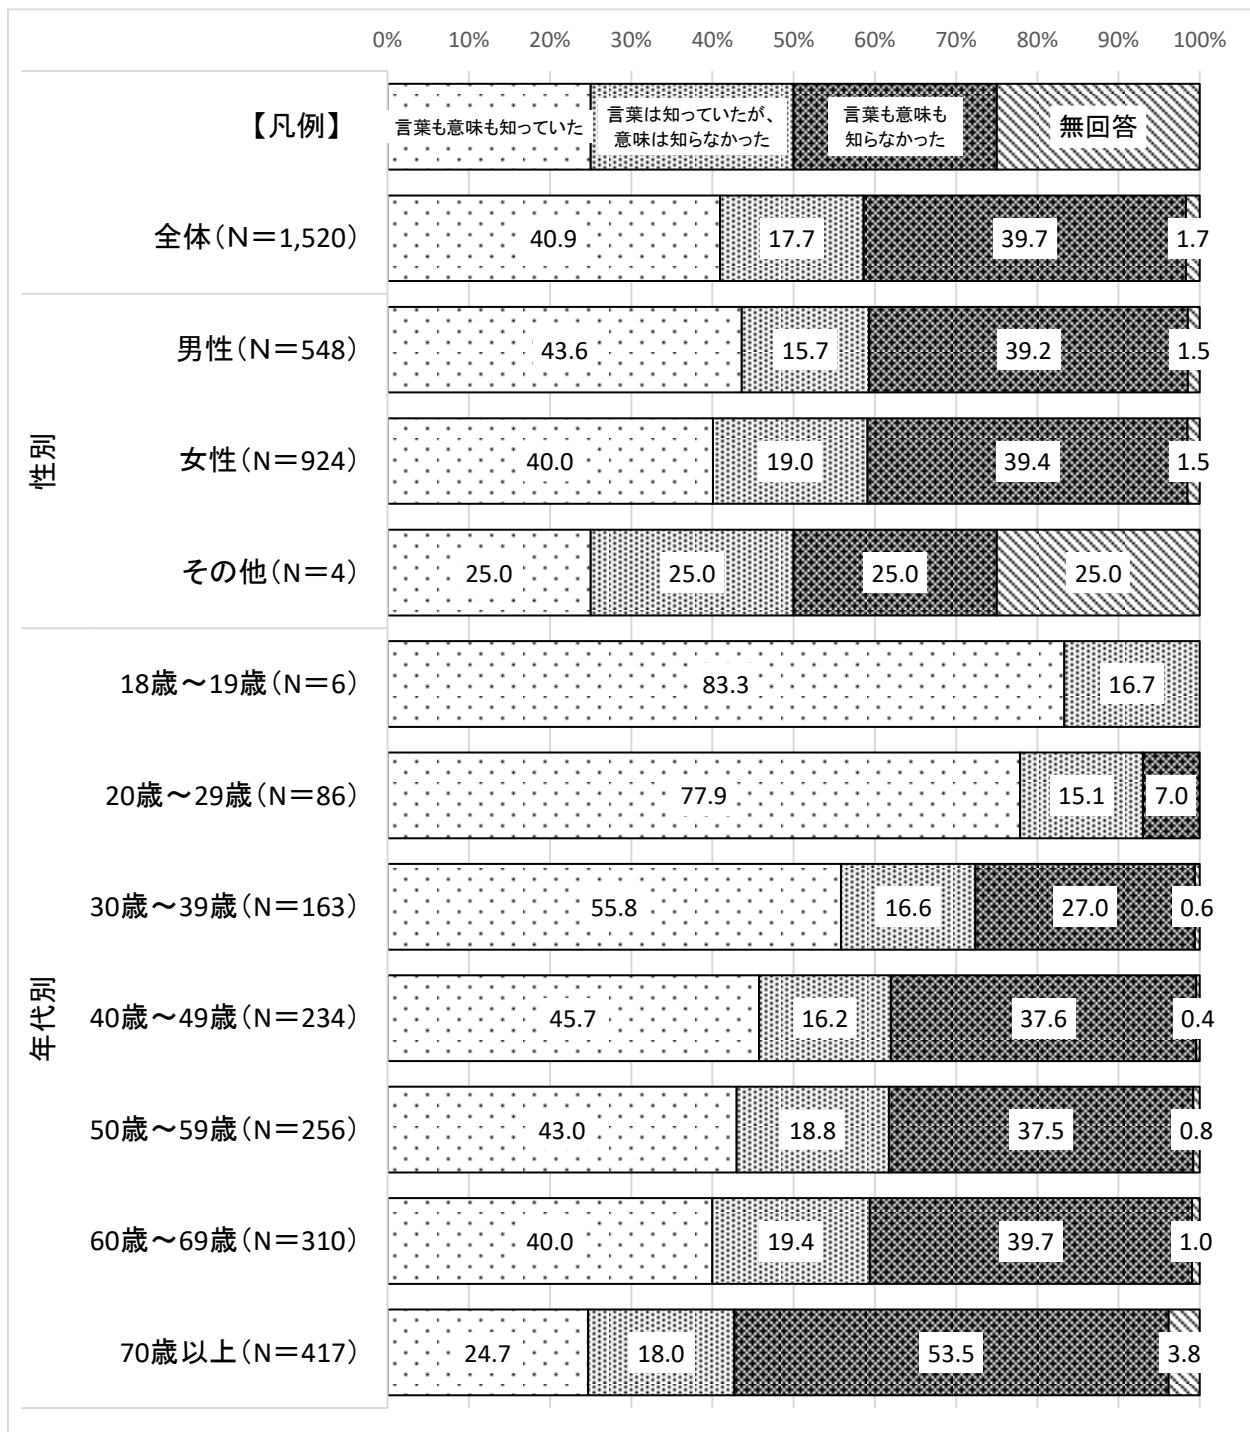 0% 10% 20% 30% 40% 50% 60% 70% 80% 90% 100%
【凡例】
言葉も意味も知っていた
言葉は知っていたが、
意味は知らなかった
言葉も意味も
知らなかった
無回答
全体(N＝1,520) 40.9 17.7 39.7 1.7
性別
男性(N＝548) 43.6 15.7 39.2 1.5
女性(N＝924) 40.0 19.0 39.4 1.5
その他(N＝4) 25.0 25.0 25.0 25.0
年代別
18歳～19歳(N＝6) 83.3 16.7
20歳～29歳(N＝86) 77.9 15.1 7.0
30歳～39歳(N＝163) 55.8 16.6 27.0 0.6
40歳～49歳(N＝234) 45.7 16.2 37.6 0.4
50歳～59歳(N＝256) 43.0 18.8 37.5 0.8
60歳～69歳(N＝310) 40.0 19.4 39.7 1.0
70歳以上(N＝417) 24.7 18.0 53.5 3.8